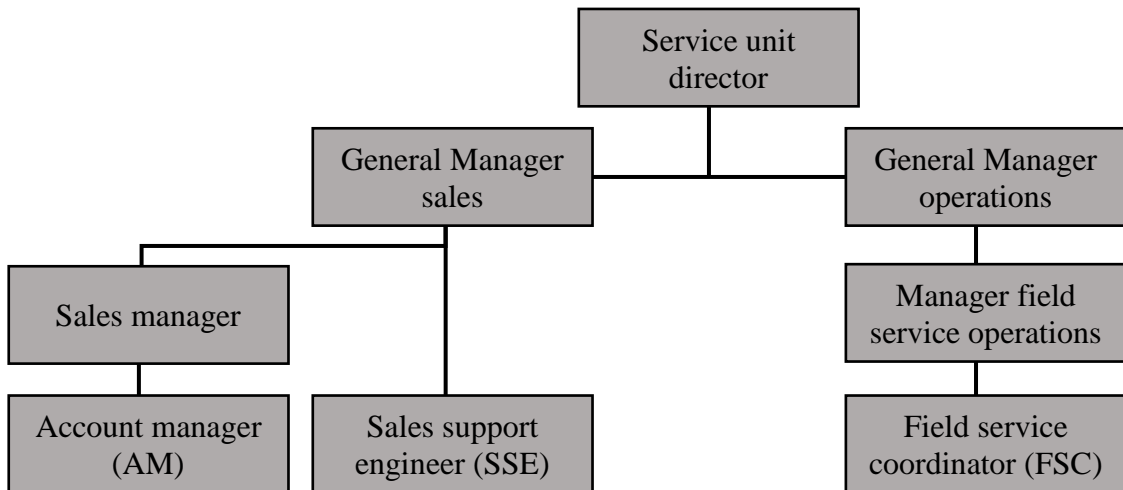 Service unit
director
General Manager
sales
General Manager
operations
Sales manager
Manager field
service operations
Account manager
(AM)
Sales support
engineer (SSE)
Field service
coordinator (FSC)